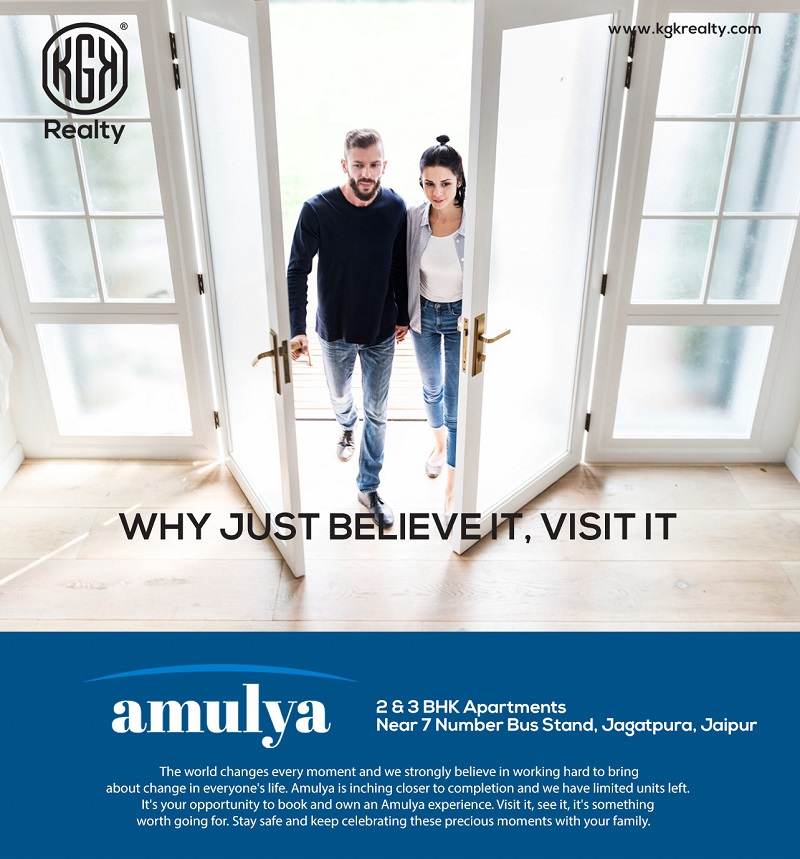 KGK
®
Realty
www.kgkrealty.com
WHY JUST BELIEVE IT, VISIT IT
amulya
2 & 3 BHK Apartments
Near 7 Number Bus Stand, Jagatpura, Jaipur
The world changes every moment and we strongly believe in working hard to bring
about change in everyone's life. Amulya is inching closer to completion and we have limited units left.
It's your opportunity to book and own an Amulya experience. Visit it, see it, it's something
worth going for. Stay safe and keep celebrating these precious moments with your family.